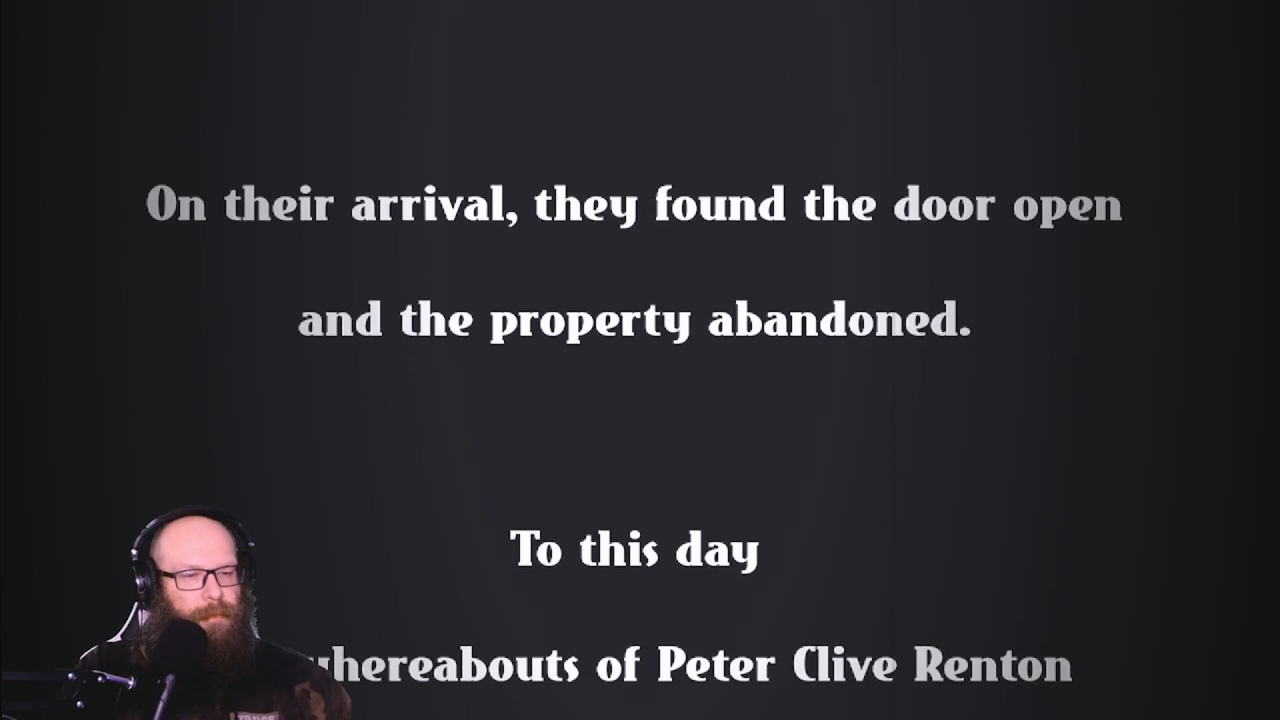 On their arrival, they found the door open
and the property abandoned.
To this day
whereabouts of Peter Clive Renton